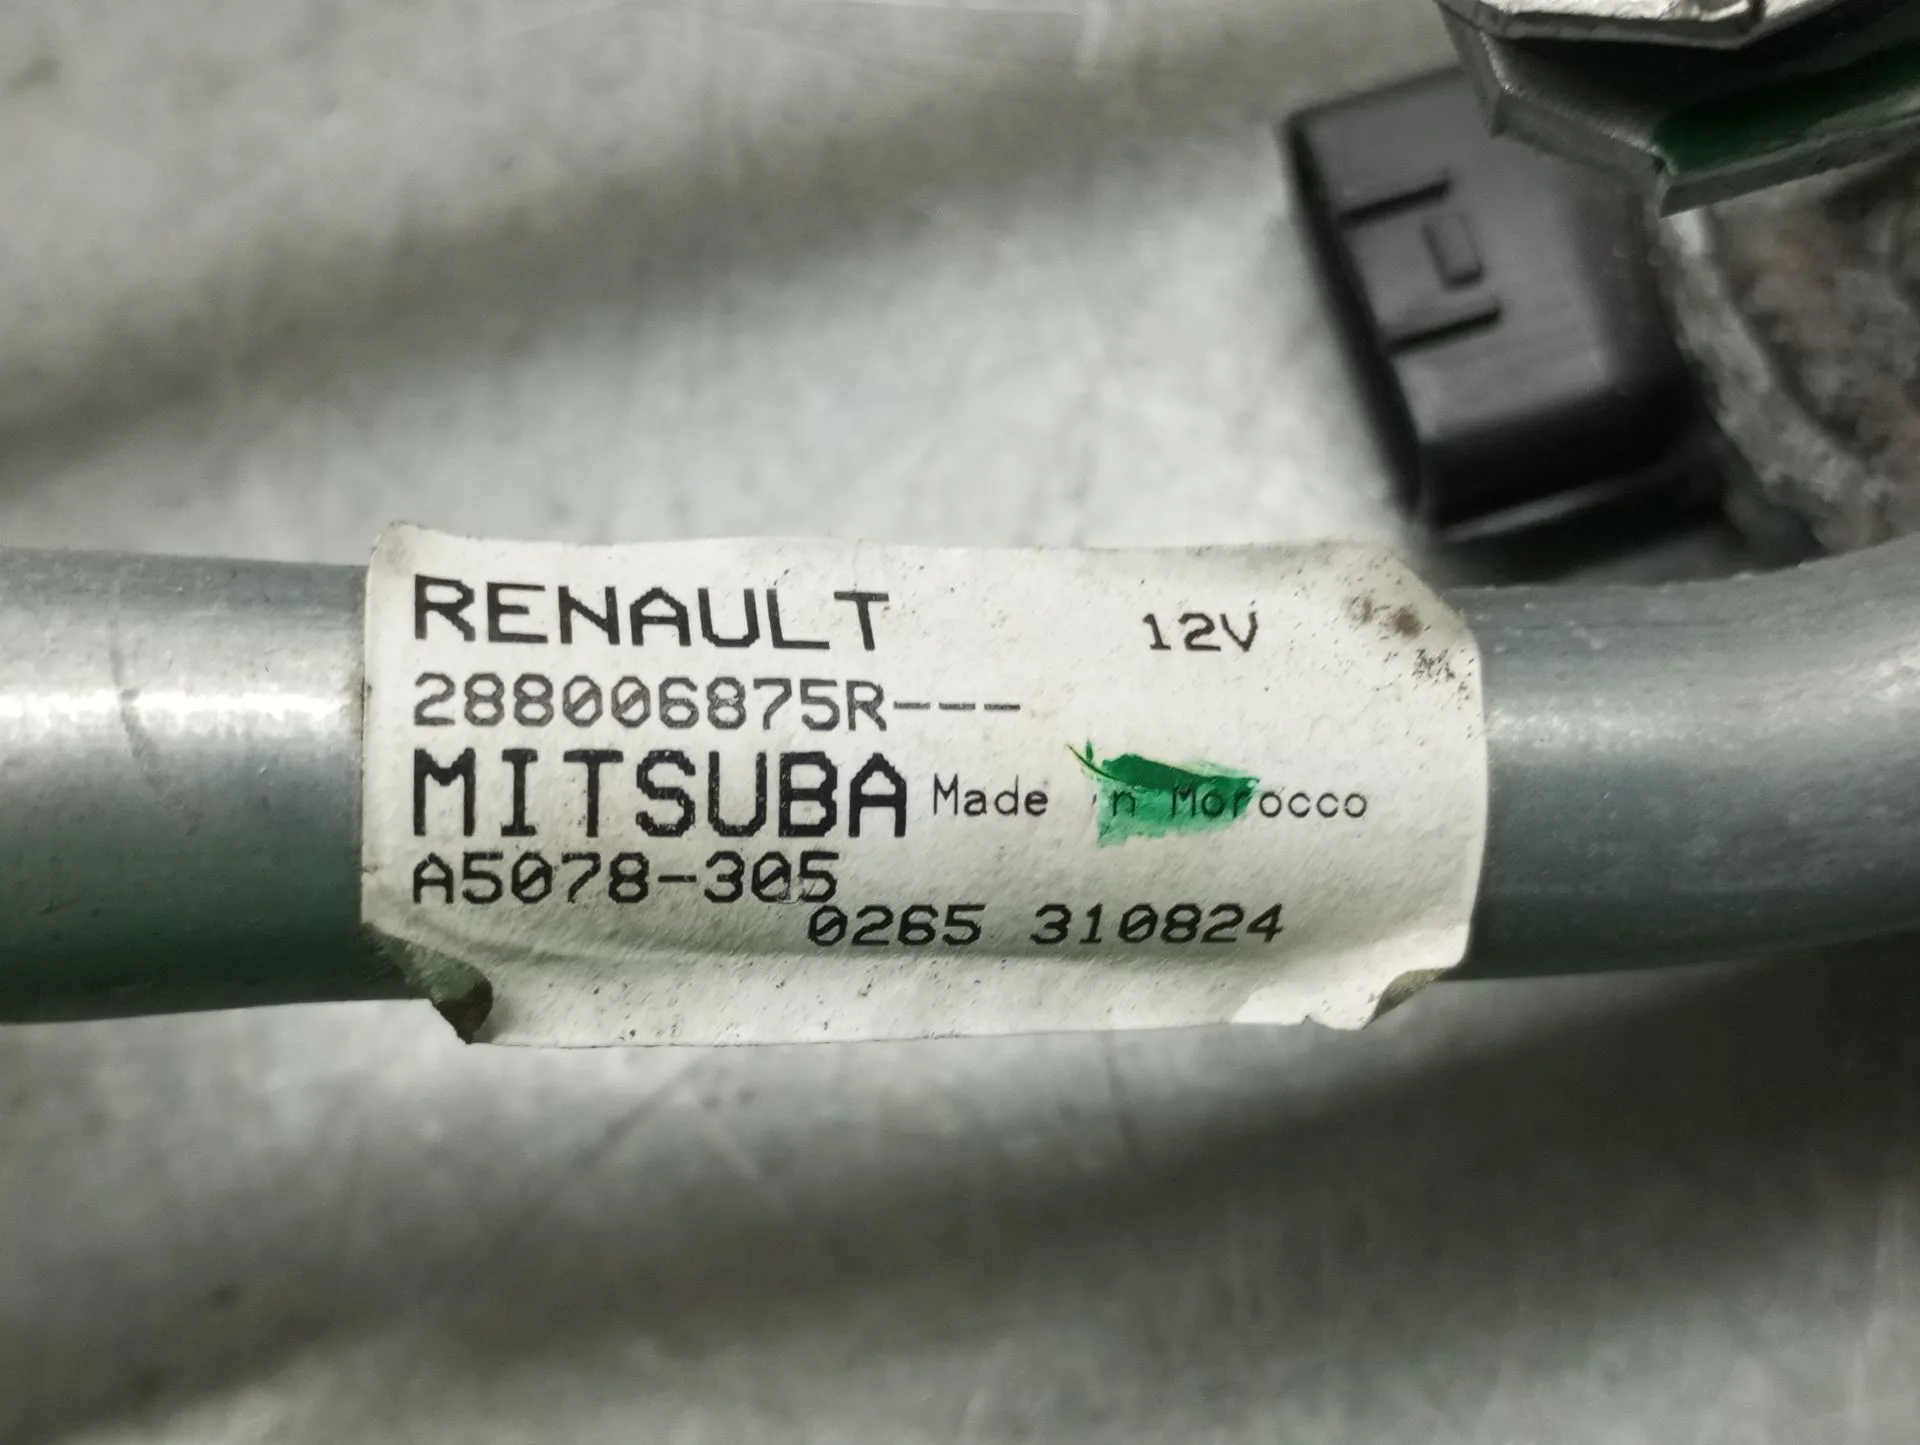 RENAULT 12V
288006875R---
MITSUBA Made in Morocco
A5078-305
0265 310824